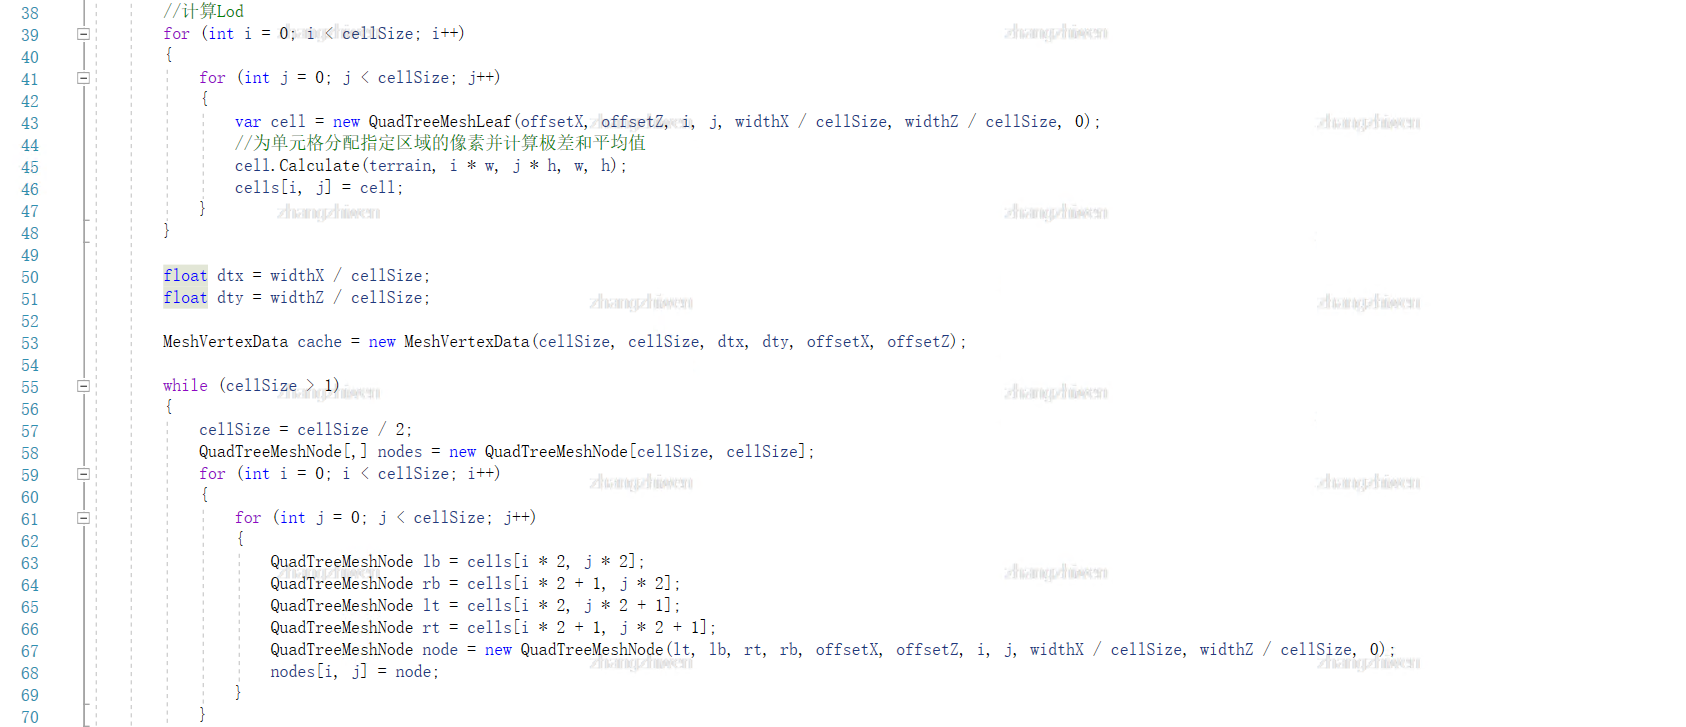 38 //计算Lod
39 for (int i = 0; i < cellSize; i++)
40 {
41 for (int j = 0; j < cellSize; j++)
42 {
43 var cell = new QuadTreeMeshLeaf(offsetX, offsetZ, i, j, widthX / cellSize, widthZ / cellSize, 0);
44 //为单元格分配指定区域的像素并计算极差和平均值
45 cell.Calculate(terrain, i * w, j * h, w, h);
46 cells[i, j] = cell;
47 }
48 }
49
50 float dtx = widthX / cellSize;
51 float dty = widthZ / cellSize;
52
53 MeshVertexData cache = new MeshVertexData(cellSize, cellSize, dtx, dty, offsetX, offsetZ);
54
55 while (cellSize > 1)
56 {
57 cellSize = cellSize / 2;
58 QuadTreeMeshNode[,] nodes = new QuadTreeMeshNode[cellSize, cellSize];
59 for (int i = 0; i < cellSize; i++)
60 {
61 for (int j = 0; j < cellSize; j++)
62 {
63 QuadTreeMeshNode lb = cells[i * 2, j * 2];
64 QuadTreeMeshNode rb = cells[i * 2 + 1, j * 2];
65 QuadTreeMeshNode lt = cells[i * 2, j * 2 + 1];
66 QuadTreeMeshNode rt = cells[i * 2 + 1, j * 2 + 1];
67 QuadTreeMeshNode node = new QuadTreeMeshNode(lt, lb, rt, rb, offsetX, offsetZ, i, j, widthX / cellSize, widthZ / cellSize, 0);
68 nodes[i, j] = node;
69 }
70 }